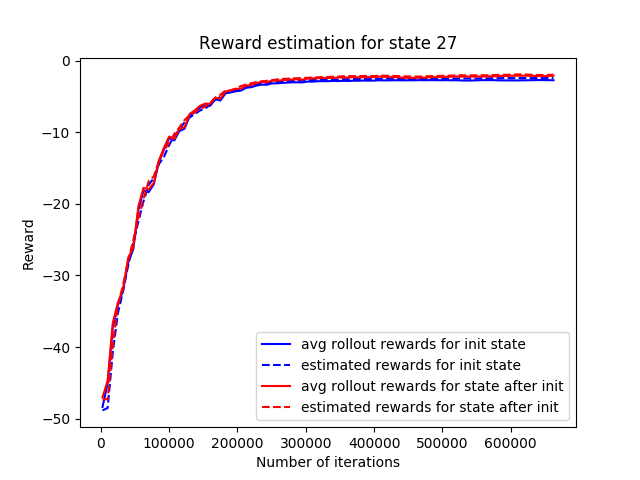 Reward estimation for state 27
Reward
0
−10
−20
−30
−40
−50
avg rollout rewards for init state
estimated rewards for init state
avg rollout rewards for state after init
estimated rewards for state after init
0 100000 200000 300000 400000 500000 600000
Number of iterations